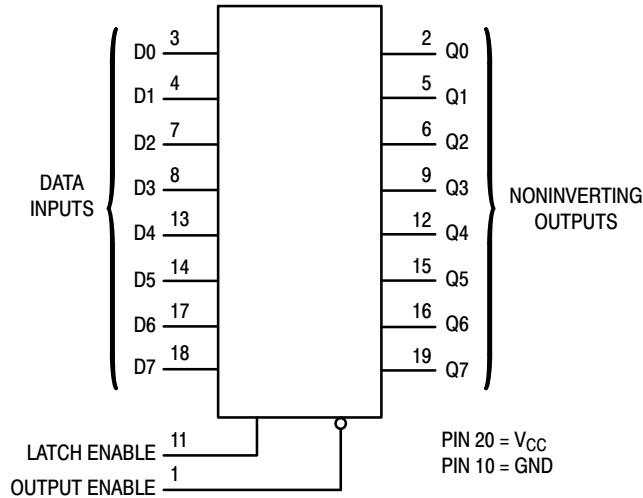 D0 3
D1 4
D2 7
D3 8
D4 13
D5 14
D6 17
D7 18
DATA
INPUTS
2 Q0
5 Q1
6 Q2
9 Q3
12 Q4
15 Q5
16 Q6
19 Q7
NONINVERTING
OUTPUTS
LATCH ENABLE 11
OUTPUT ENABLE 1
PIN 20 = VCC
PIN 10 = GND